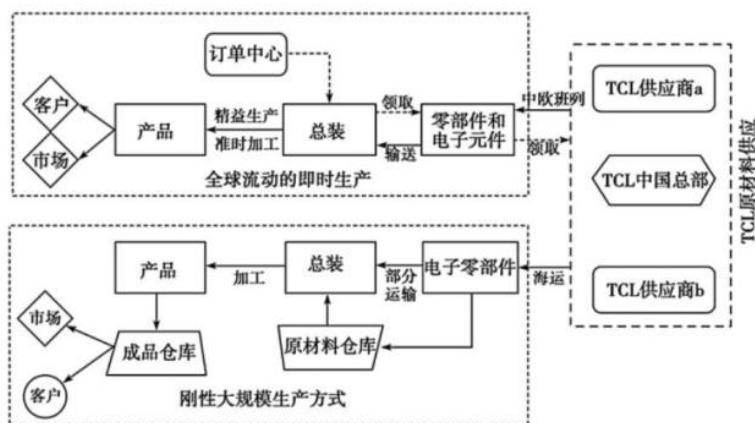 订单中心
客户
市场
产品
精益生产
准时加工
总装
领取
输送
零部件和
电子元件
中欧班列
领取
全球流动的即时生产
TCL供应商a
TCL中国总部
TCL供应商b
TCL原材料供应
产品
加工
总装
部分
运输
电子零部件
海运
市场
客户
成品仓库
原材料仓库
刚性大规模生产方式